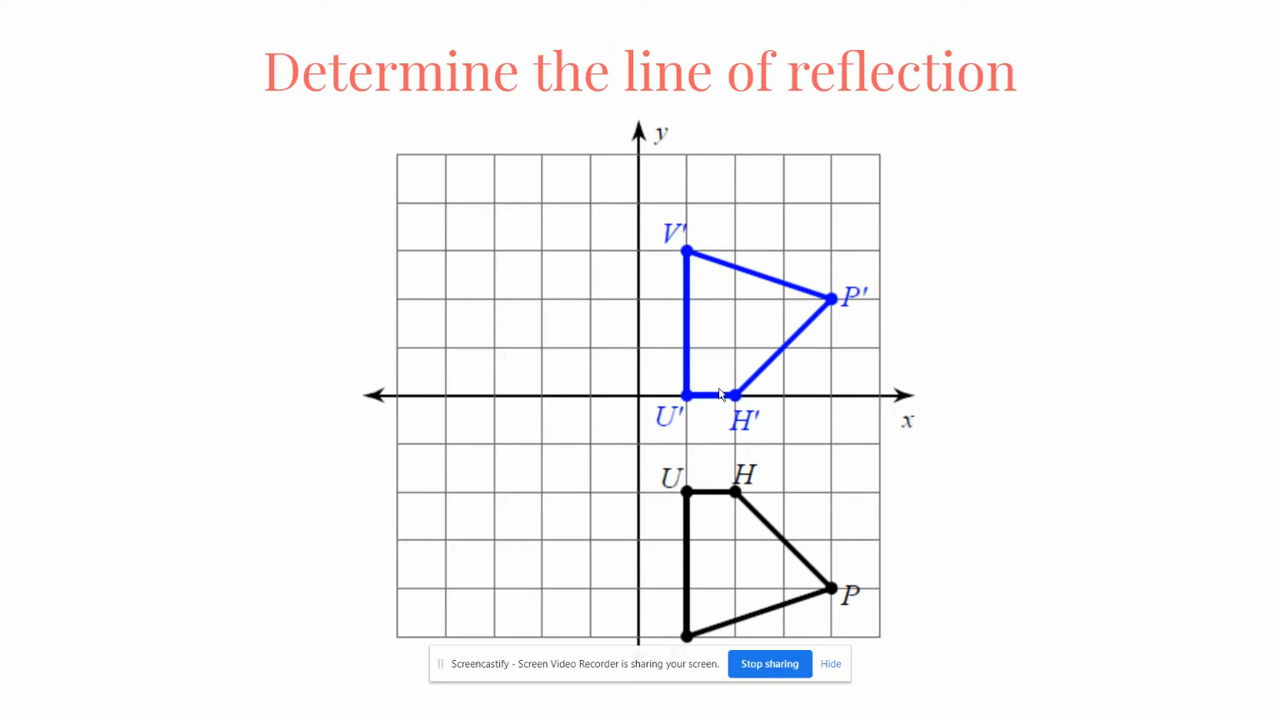 Determine the line of reflection
y
V'
P'
U'
H'
x
U
H
P
Screencastify - Screen Video Recorder is sharing your screen.
Stop sharing
Hide